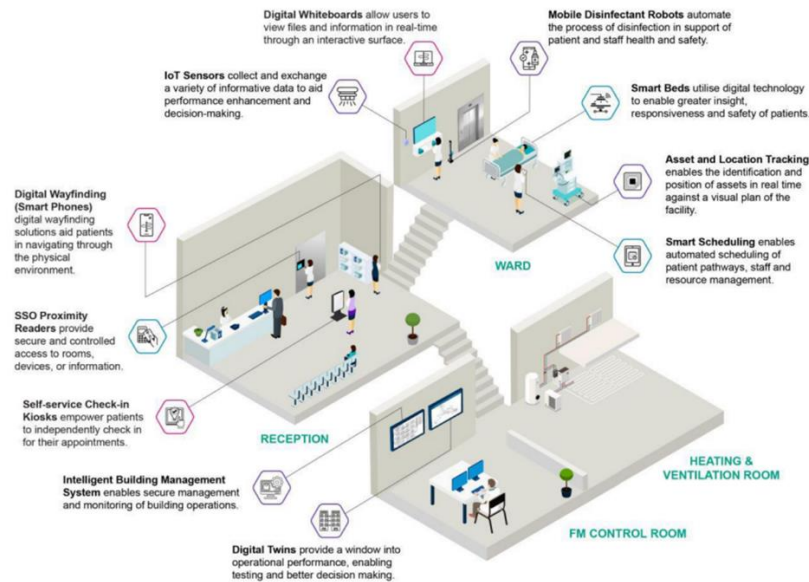 Digital Whiteboards allow users to
view files and information in real-time
through an interactive surface.
Mobile Disinfectant Robots automate
the process of disinfection in support of
patient and staff health and safety.
IoT Sensors collect and exchange
a variety of informative data to aid
performance enhancement and
decision-making.
Smart Beds utilise digital technology
to enable greater insight,
responsiveness and safety of patients.
Asset and Location Tracking
enables the identification and
position of assets in real time
against a visual plan of the
facility.
Digital Wayfinding
(Smart Phones)
digital wayfinding
solutions aid patients
in navigating through
the physical
environment.
Smart Scheduling enables
automated scheduling of
patient pathways, staff and
resource management.
WARD
SSO Proximity
Readers provide
secure and controlled
access to rooms,
devices, or information.
Self-service Check-in
Kiosks empower patients
to independently check in
for their appointments.
RECEPTION
HEATING &
VENTILATION ROOM
Intelligent Building Management
System enables secure management
and monitoring of building operations.
FM CONTROL ROOM
Digital Twins provide a window into
operational performance, enabling
testing and better decision making.